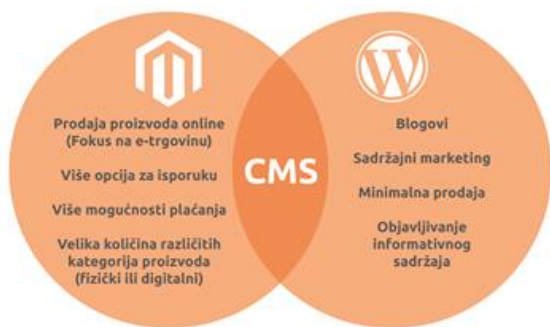 Prodaja proizvoda online
(Fokus na e-trgovinu)
Više opcija za isporuku
Više mogućnosti plaćanja
Velika količina različitih
kategorija proizvoda
(fizički ili digitalni)
CMS
Blogovi
Sadržajni marketing
Minimalna prodaja
Objavljivanje
informativnog
sadržaja